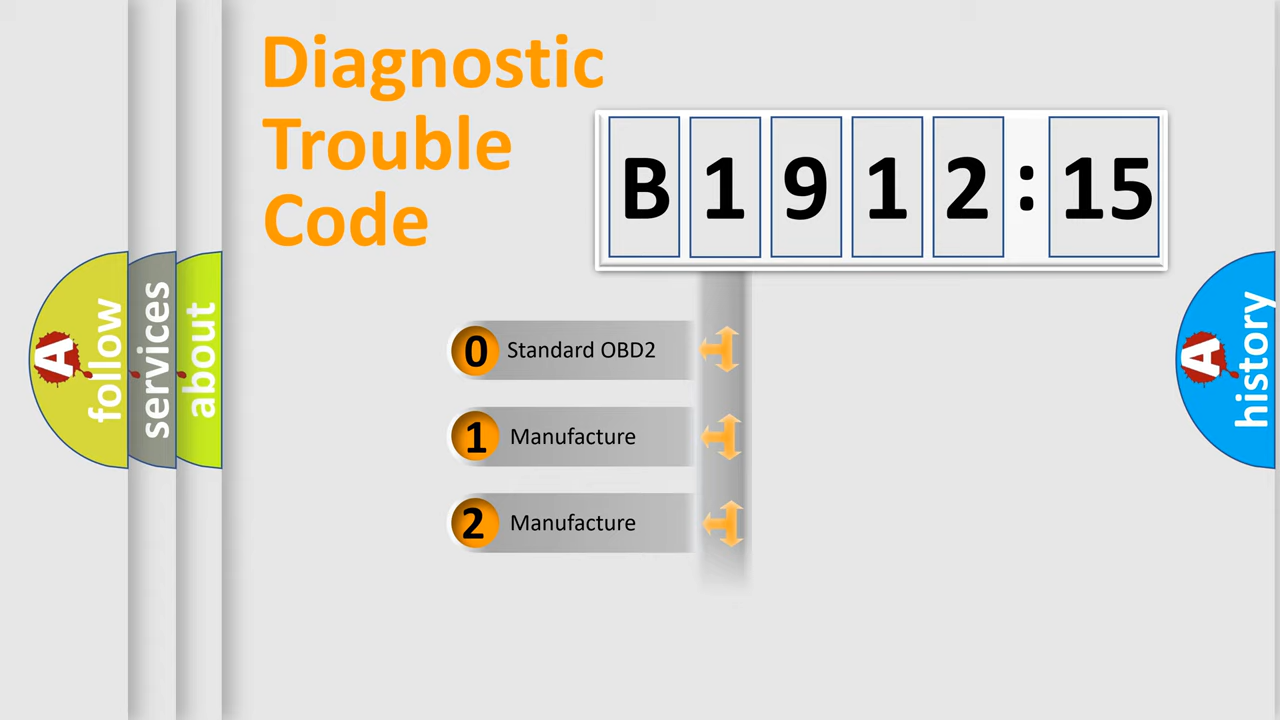 Diagnostic
Trouble
Code
B 1 9 1 2 : 15
0 Standard OBD2
1 Manufacture
2 Manufacture
A follow
services
about
A history